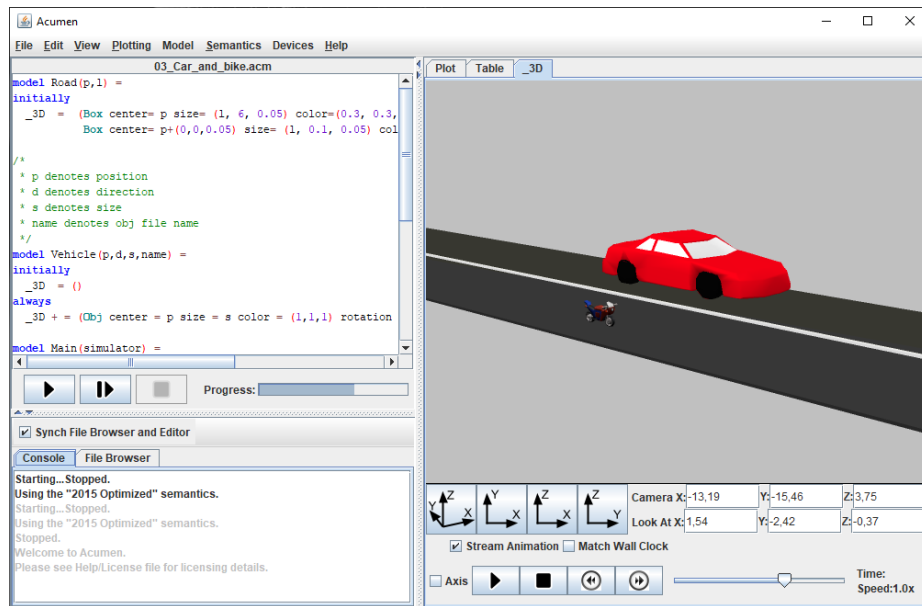 Acumen
File Edit View Plotting Model Semantics Devices Help
03_Car_and_bike.acm
model Road(p,l) =
initially
_3D = (Box center= p size= (l, 6, 0.05) color=(0.3, 0.3,
Box center= p+(0,0,0.05) size= (l, 0.1, 0.05) col
/*
* p denotes position
* d denotes direction
* s denotes size
* name denotes obj file name
*/
model Vehicle(p,d,s,name) =
initially
_3D = ()
always
_3D + = (Obj center = p size = s color = (1,1,1) rotation
model Main(simulator) =
Progress:
Synch File Browser and Editor
Console File Browser
Starting...Stopped.
Using the "2015 Optimized" semantics.
Starting...Stopped.
Using the "2015 Optimized" semantics.
Stopped.
Welcome to Acumen.
Please see Help/License file for licensing details.
Plot Table _3D
Z Y X Y X Z X Z Y
Camera X: -13,19 Y: -15,46 Z: 3,75
Look At X: 1,54 Y: -2,42 Z: -0,37
Stream Animation Match Wall Clock
Axis
Time:
Speed:1.0x